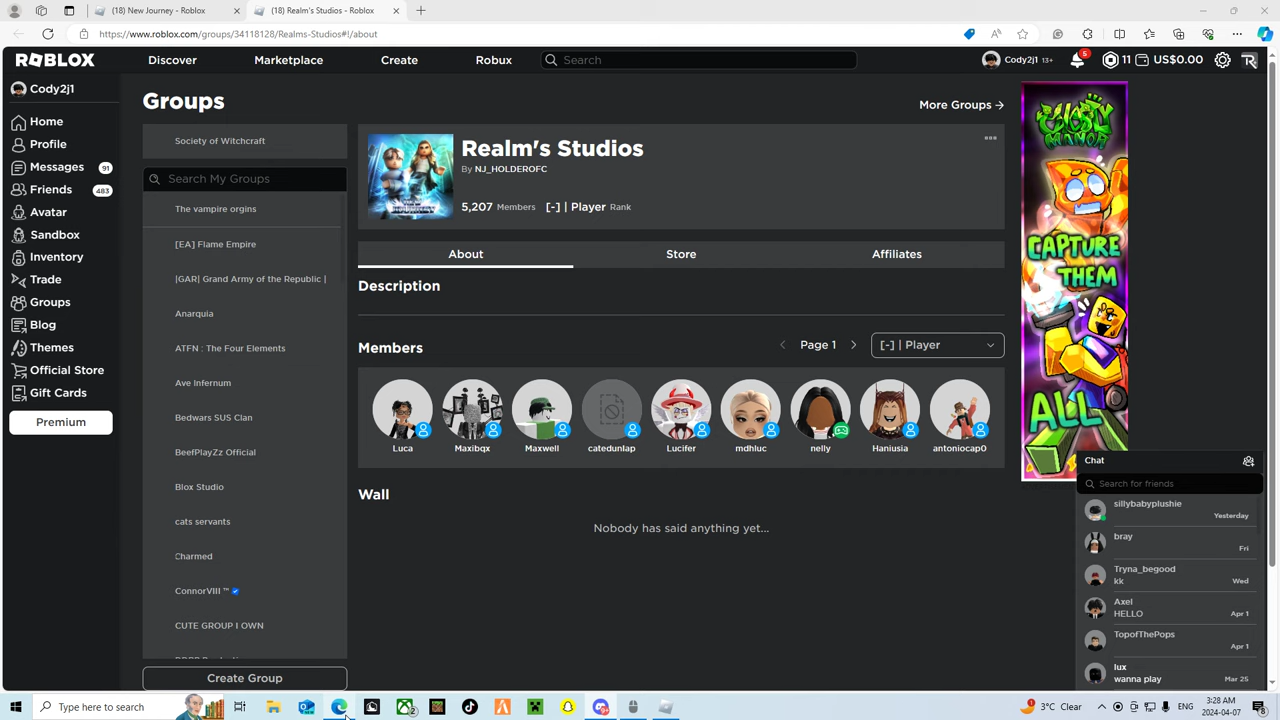 (18) New Journey - Roblox
(18) Realm's Studios - Roblox
https://www.roblox.com/groups/34118128/Realms-Studios#!/about
ROBLOX
Discover
Marketplace
Create
Robux
Search
Cody2j1 13+
5
11
US$0.00
Cody2j1
Home
Profile
Messages 91
Friends 483
Avatar
Sandbox
Inventory
Trade
Groups
Blog
Themes
Official Store
Gift Cards
Premium
Groups
More Groups
Society of Witchcraft
Search My Groups
The vampire orgins
[EA] Flame Empire
|GAR| Grand Army of the Republic |
Anarquia
ATFN : The Four Elements
Ave Infernum
Bedwars SUS Clan
BeefPlayZz Official
Blox Studio
cats servants
Charmed
ConnorVIII ™
CUTE GROUP I OWN
Create Group
Realm's Studios
By NJ_HOLDEROFC
5,207 Members [-] | Player Rank
About
Store
Affiliates
Description
Members
Page 1
[-] | Player
Luca
Maxibqx
Maxwell
catedunlap
Lucifer
mdhluc
nelly
Haniusia
antoniocap0
Wall
Nobody has said anything yet...
GHOSTY
MANOR
CAPTURE
THEM
ALL
Chat
Search for friends
sillybabyplushie
Yesterday
bray
Fri
Tryna_begood
kk
Wed
Axel
HELLO
Apr 1
TopofThePops
Apr 1
lux
wanna play
Mar 25
Type here to search
3°C Clear
ENG
3:28 AM
2024-04-07
8